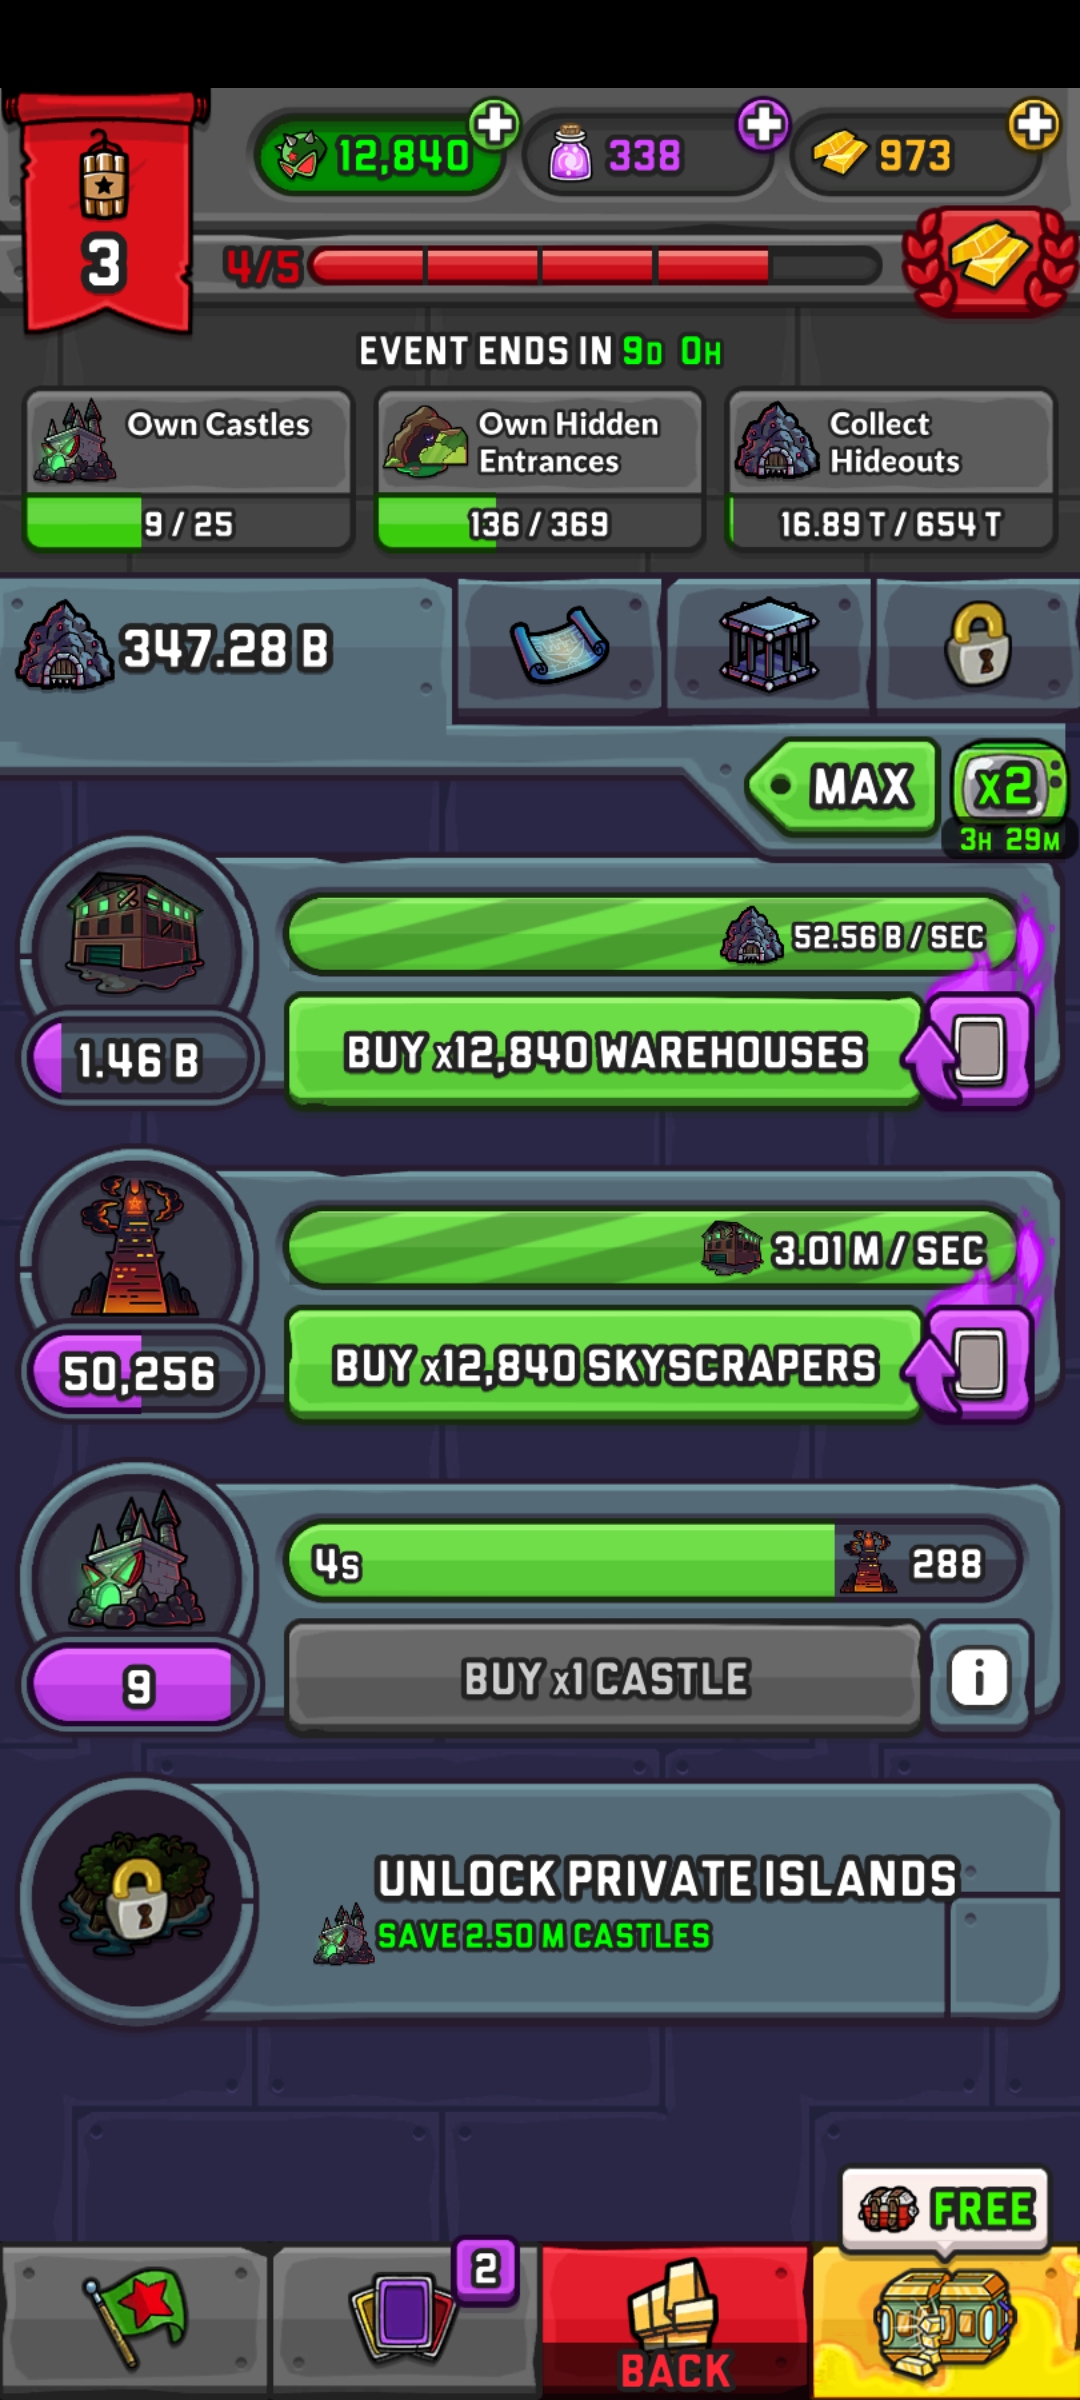 12,840
338
973
3
4/5
EVENT ENDS IN 9D 0H
Own Castles
9 / 25
Own Hidden
Entrances
136 / 369
Collect
Hideouts
16.89 T / 654 T
347.28 B
MAX
x2
3H 29M
52.56 B / SEC
1.46 B
BUY x12,840 WAREHOUSES
3.01 M / SEC
50,256
BUY x12,840 SKYSCRAPERS
4s
288
9
BUY x1 CASTLE
i
UNLOCK PRIVATE ISLANDS
SAVE 2.50 M CASTLES
FREE
2
BACK